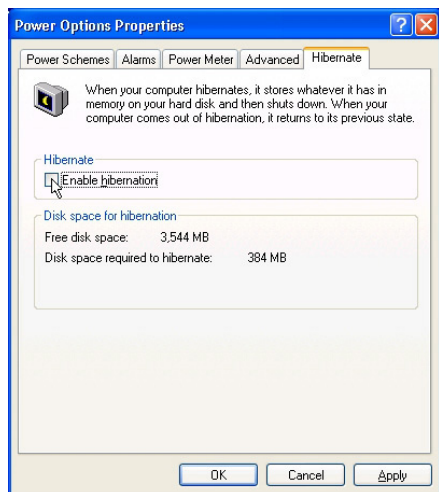 Power Options Properties
Power Schemes Alarms Power Meter Advanced Hibernate
When your computer hibernates, it stores whatever it has in
memory on your hard disk and then shuts down. When your
computer comes out of hibernation, it returns to its previous state.
Hibernate
Enable hibernation
Disk space for hibernation
Free disk space: 3,544 MB
Disk space required to hibernate: 384 MB
OK Cancel Apply